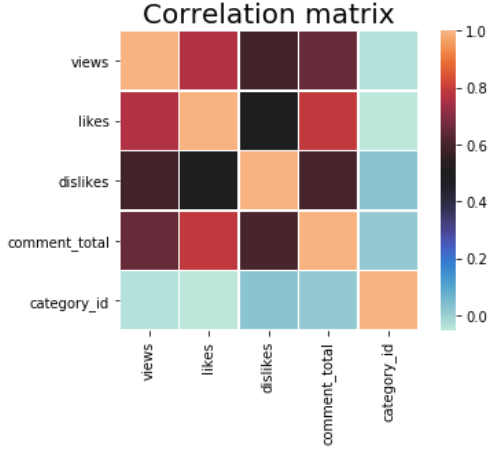 Correlation matrix
views
likes
dislikes
comment_total
category_id
views
likes
dislikes
comment_total
category_id
1.0
0.8
0.6
0.4
0.2
0.0